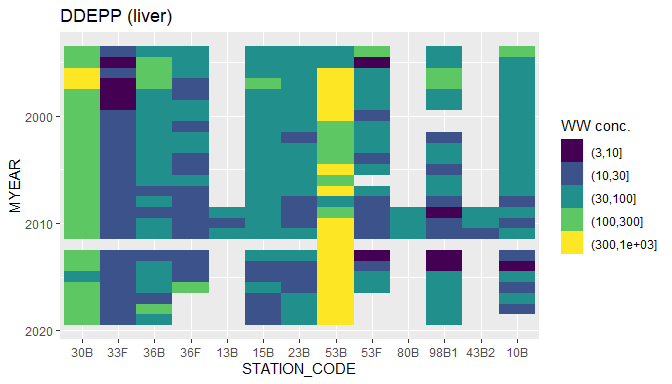 DDEPP (liver)
MYEAR
2000
2010
2020
30B 33F 36B 36F 13B 15B 23B 53B 53F 80B 98B1 43B2 10B
STATION_CODE
WW conc.
(3,10]
(10,30]
(30,100]
(100,300]
(300,1e+03]